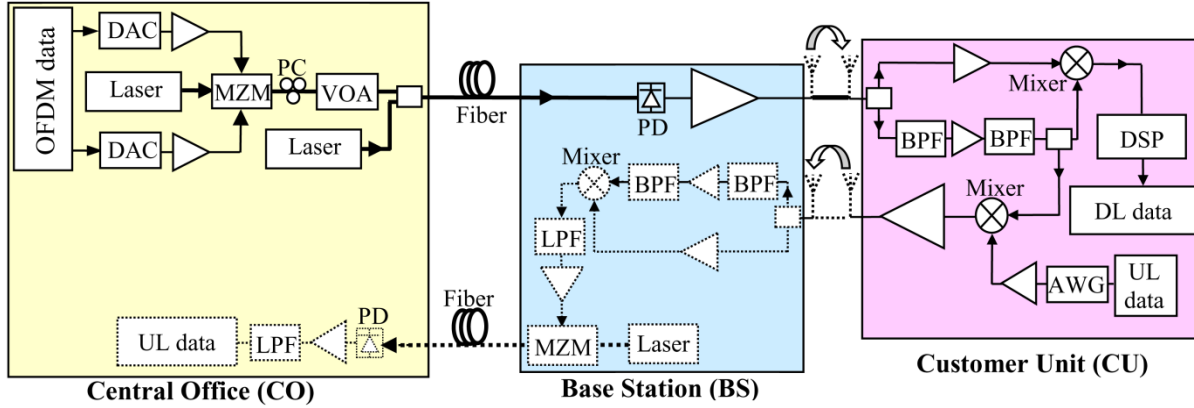 OFDM data
DAC
Laser
MZM
PC
VOA
DAC
Laser
Fiber
PD
Mixer
BPF
BPF
DSP
DL data
Mixer
AWG
UL
data
Mixer
BPF
BPF
LPF
MZM
Laser
Fiber
PD
LPF
UL data
Central Office (CO)
Base Station (BS)
Customer Unit (CU)